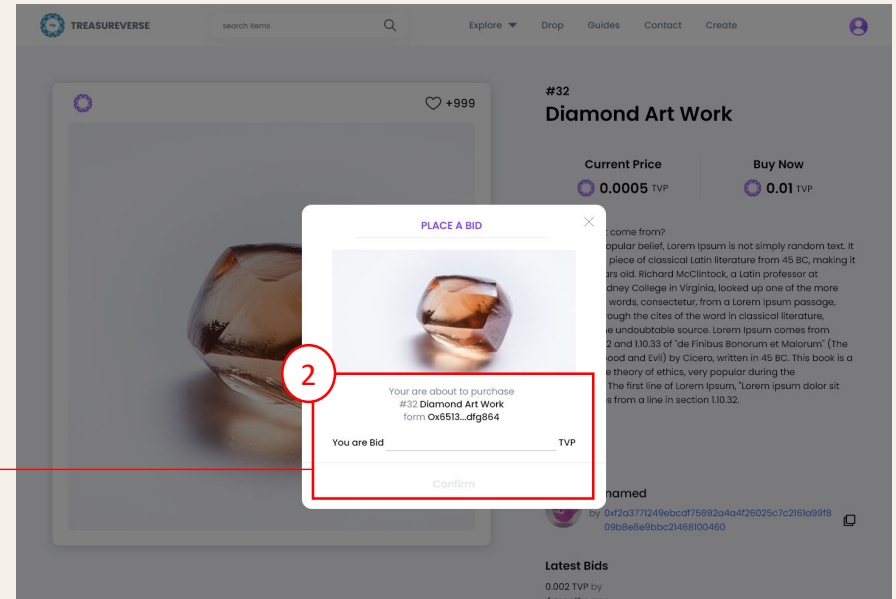 TREASUREVERSE
search items
Explore
Drop
Guides
Contact
Create
+999
#32
Diamond Art Work
Current Price
0.0005 TVP
Buy Now
0.01 TVP
PLACE A BID
2
Your are about to purchase
#32 Diamond Art Work
form Ox6513...dfg864
You are Bid
TVP
Confirm
come from?
opular belief, Lorem Ipsum is not simply random text. It
piece of classical Latin literature from 45 BC, making it
ars old. Richard McClintock, a Latin professor at
dney College in Virginia, looked up one of the more
words, consectetur, from a Lorem Ipsum passage,
rough the cites of the word in classical literature,
e undoubtable source. Lorem Ipsum comes from
2 and 1.10.33 of "de Finibus Bonorum et Malorum" (The
ood and Evil) by Cicero, written in 45 BC. This book is a
e theory of ethics, very popular during the
The first line of Lorem Ipsum, "Lorem ipsum dolor sit
s from a line in section 1.10.32.
named
by 0xf2a3771249ebcdf75892a4a4f26025c7c2161a99f8
09b8e8e9bbc21468100460
Latest Bids
0.002 TVP by